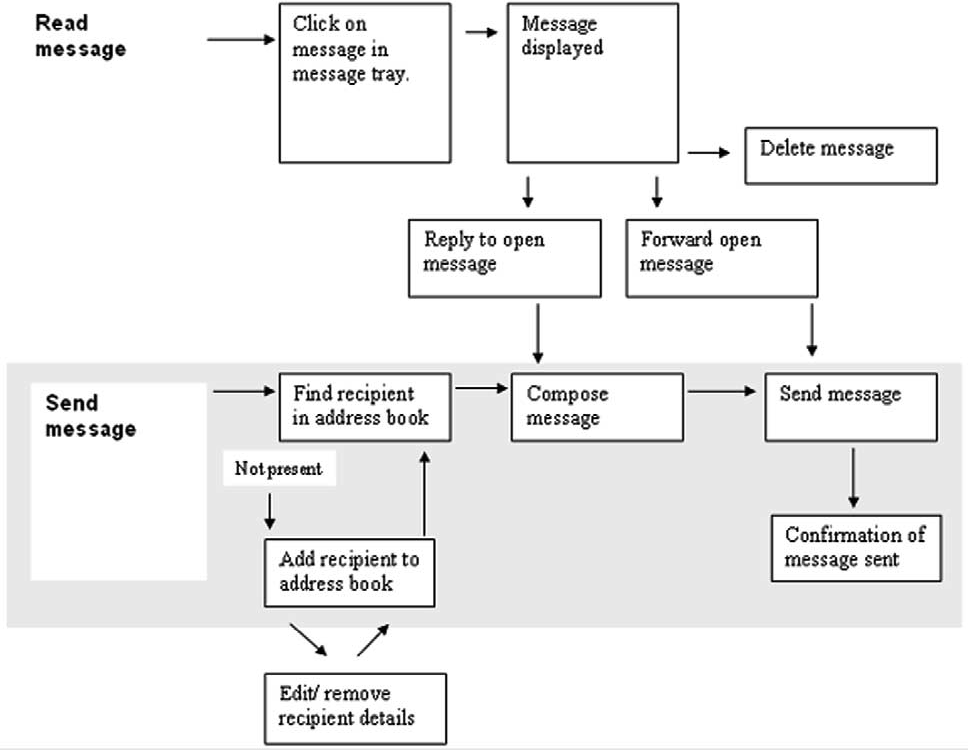 Read
message
Click on
message in
message tray.
Message
displayed
Delete message
Reply to open
message
Forward open
message
Send
message
Find recipient
in address book
Compose
message
Send message
Not present
Add recipient to
address book
Confirmation of
message sent
Edit/ remove
recipient details